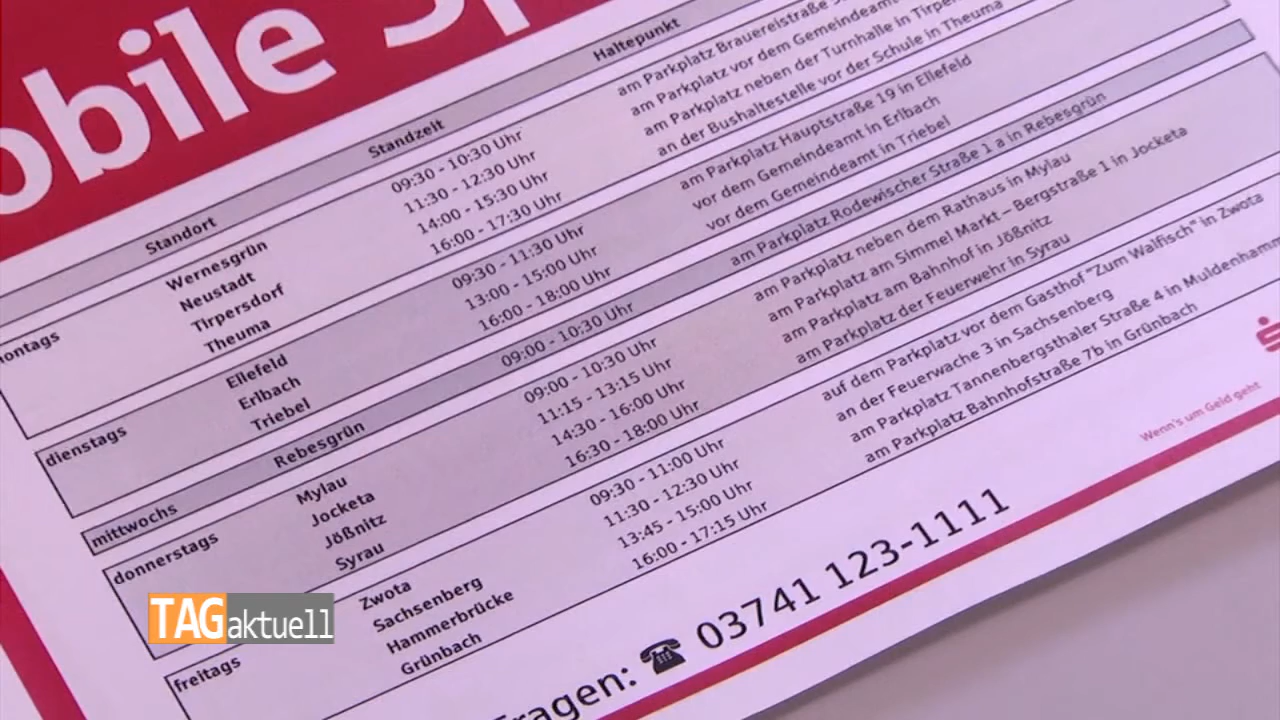 Standort Standzeit Haltepunkt
Wernesgrün 09:30 - 10:30 Uhr am Parkplatz Brauereistraße
Neustadt 11:30 - 12:30 Uhr am Parkplatz vor dem Gemeindeamt
Tirpersdorf 14:00 - 15:30 Uhr am Parkplatz neben der Turnhalle in
Theuma 16:00 - 17:30 Uhr an der Bushaltestelle vor der Schule in Theuma
dienstags
Ellefeld 09:30 - 11:30 Uhr am Parkplatz Hauptstraße 19 in Ellefeld
Erlbach 13:00 - 15:00 Uhr vor dem Gemeindeamt in Erlbach
Triebel 16:00 - 18:00 Uhr vor dem Gemeindeamt in Triebel
mittwochs Rebesgrün 09:00 - 10:30 Uhr am Parkplatz Rodewischer Straße 1 a in Rebesgrün
donnerstags
Mylau 09:00 - 10:30 Uhr am Parkplatz neben dem Rathaus in Mylau
Jocketa 11:15 - 13:15 Uhr am Parkplatz am Simmel Markt – Bergstraße 1 in Jocketa
Jößnitz 14:30 - 16:00 Uhr am Parkplatz am Bahnhof in Jößnitz
Syrau 16:30 - 18:00 Uhr am Parkplatz der Feuerwehr in Syrau
freitags
Zwota 09:30 - 11:00 Uhr auf dem Parkplatz vor dem Gasthof "Zum Walfisch" in Zwota
Sachsenberg 11:30 - 12:30 Uhr an der Feuerwache 3 in Sachsenberg
Hammerbrücke 13:45 - 15:00 Uhr am Parkplatz Tannenbergsthaler Straße 4 in
Grünbach 16:00 - 17:15 Uhr am Parkplatz Bahnhofstraße 7b in Grünbach
Wenn's um Geld geht
03741 123-1111
TAGaktuell